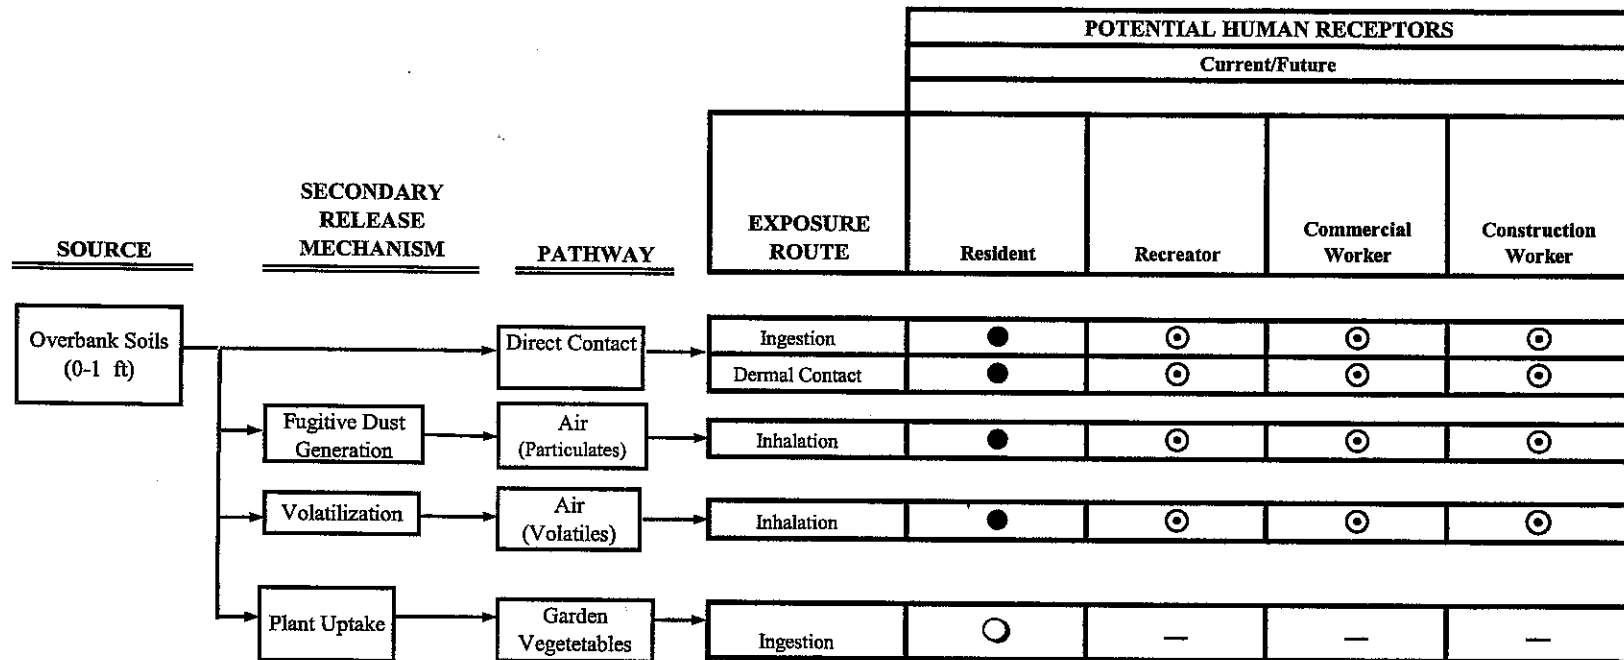 POTENTIAL HUMAN RECEPTORS
Current/Future
SOURCE
SECONDARY
RELEASE
MECHANISM
PATHWAY
EXPOSURE
ROUTE
Resident
Recreator
Commercial
Worker
Construction
Worker
Overbank Soils
(0-1 ft)
Direct Contact
Ingestion
Dermal Contact
Fugitive Dust
Generation
Air
(Particulates)
Inhalation
Volatilization
Air
(Volatiles)
Inhalation
Plant Uptake
Garden
Vegetetables
Ingestion
— — —